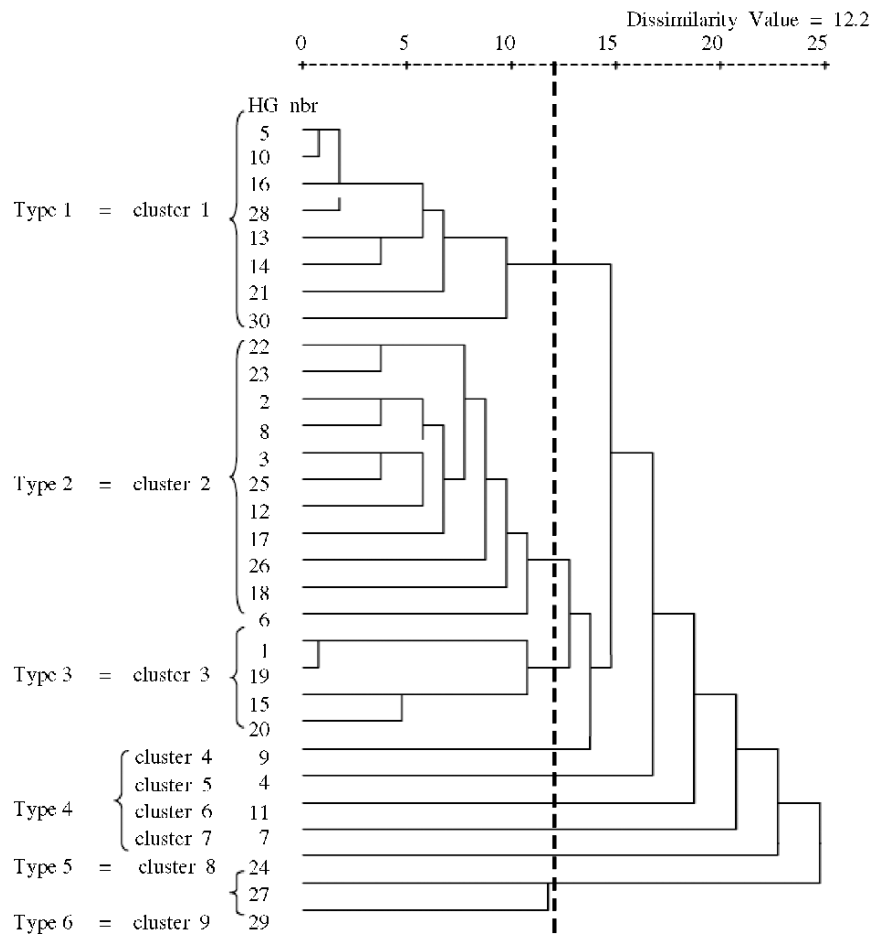 Dissimilarity Value = 12.2
0 5 10 15 20 25
HG nbr
5
10
16
Type 1 = cluster 1 28
13
14
21
30
22
23
2
8
3
Type 2 = cluster 2 25
12
17
26
18
6
1
Type 3 = cluster 3 19
15
20
cluster 4 9
cluster 5 4
Type 4 cluster 6 11
cluster 7 7
Type 5 = cluster 8 24
27
Type 6 = cluster 9 29